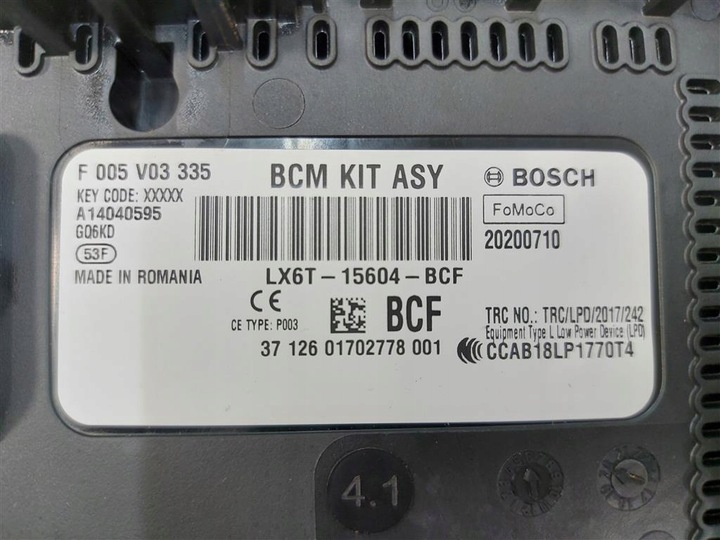 F 005 V03 335
KEY CODE: XXXXX
A14040595
GQ6KD
53F
MADE IN ROMANIA
BCM KIT ASY
BOSCH
FoMoCo
20200710
LX6T-15604-BCF
CE
CE TYPE: P003
BCF
37 126 01702778 001
TRC NO.: TRC/LPD/2017/242
Equipment Type L Low Power Device (LPD)
CCAB18LP1770T4
4.1